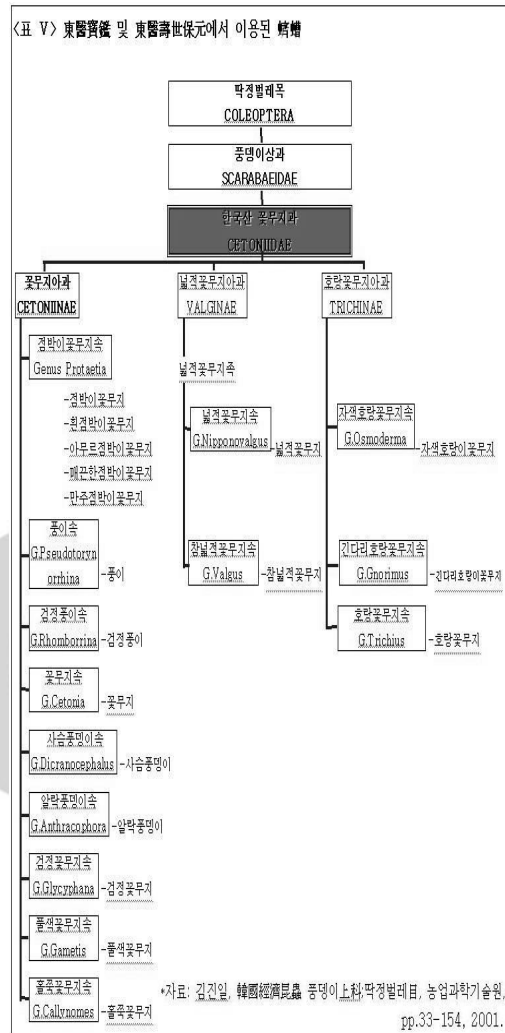 〈표 V〉 東醫寶鑑 및 東醫壽世保元에서 이용된 蠐螬
딱정벌레목
COLEOPTERA
풍뎅이상과
SCARABAEIDAE
한국산 꽃무지과
CETONIIDAE
꽃무지아과
CETONIINAE
점박이꽃무지속
Genus Protaetia
-점박이꽃무지
-흰점박이꽃무지
-아무르점박이꽃무지
-매끈한점박이꽃무지
-만주점박이꽃무지
풍이속
G.Pseudotoryn
orrhina
-풍이
검정풍이속
G.Rhomborrina
-검정풍이
꽃무지속
G.Cetonia
-꽃무지
사슴풍뎅이속
G.Dicranocephalus
-사슴풍뎅이
알락풍뎅이속
G.Anthracophora
-알락풍뎅이
검정꽃무지속
G.Glycyphana
-검정꽃무지
풀색꽃무지속
G.Gametis
-풀색꽃무지
홀쭉꽃무지속
G.Callynomes
-홀쭉꽃무지
넓적꽃무지아과
VALGINAE
넓적꽃무지족
넓적꽃무지속
G.Nipponovalgus
-넓적꽃무지
참넓적꽃무지속
G.Valgus
-참넓적꽃무지
호랑꽃무지아과
TRICHINAE
자색호랑꽃무지속
G.Osmoderma
-자색호랑이꽃무지
긴다리호랑꽃무지속
G.Gnorimus
-긴다리호랑이꽃무지
호랑꽃무지속
G.Trichius
-호랑꽃무지
*자료: 김진일, 韓國經濟昆蟲 풍뎅이上科:딱정벌레目, 농업과학기술원,
pp.33-154, 2001.